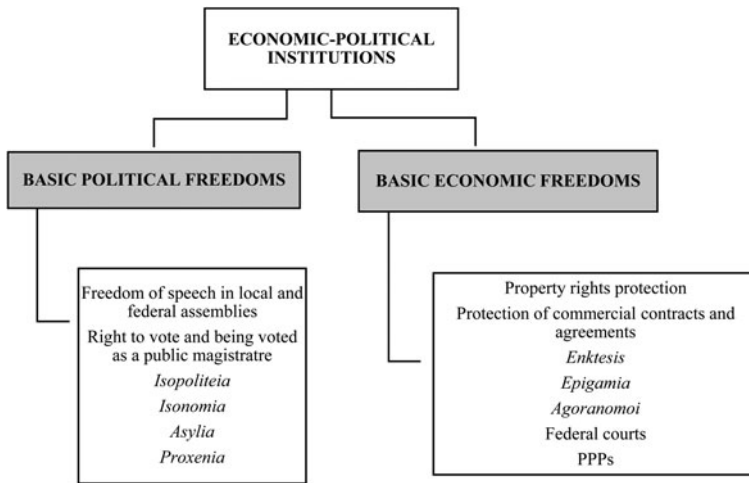 ECONOMIC-POLITICAL
INSTITUTIONS
BASIC POLITICAL FREEDOMS
BASIC ECONOMIC FREEDOMS
Freedom of speech in local and
federal assemblies
Right to vote and being voted
as a public magistratre
Isopoliteia
Isonomia
Asylia
Proxenia
Property rights protection
Protection of commercial contracts and
agreements
Enktesis
Epigamia
Agoranomoi
Federal courts
PPPs